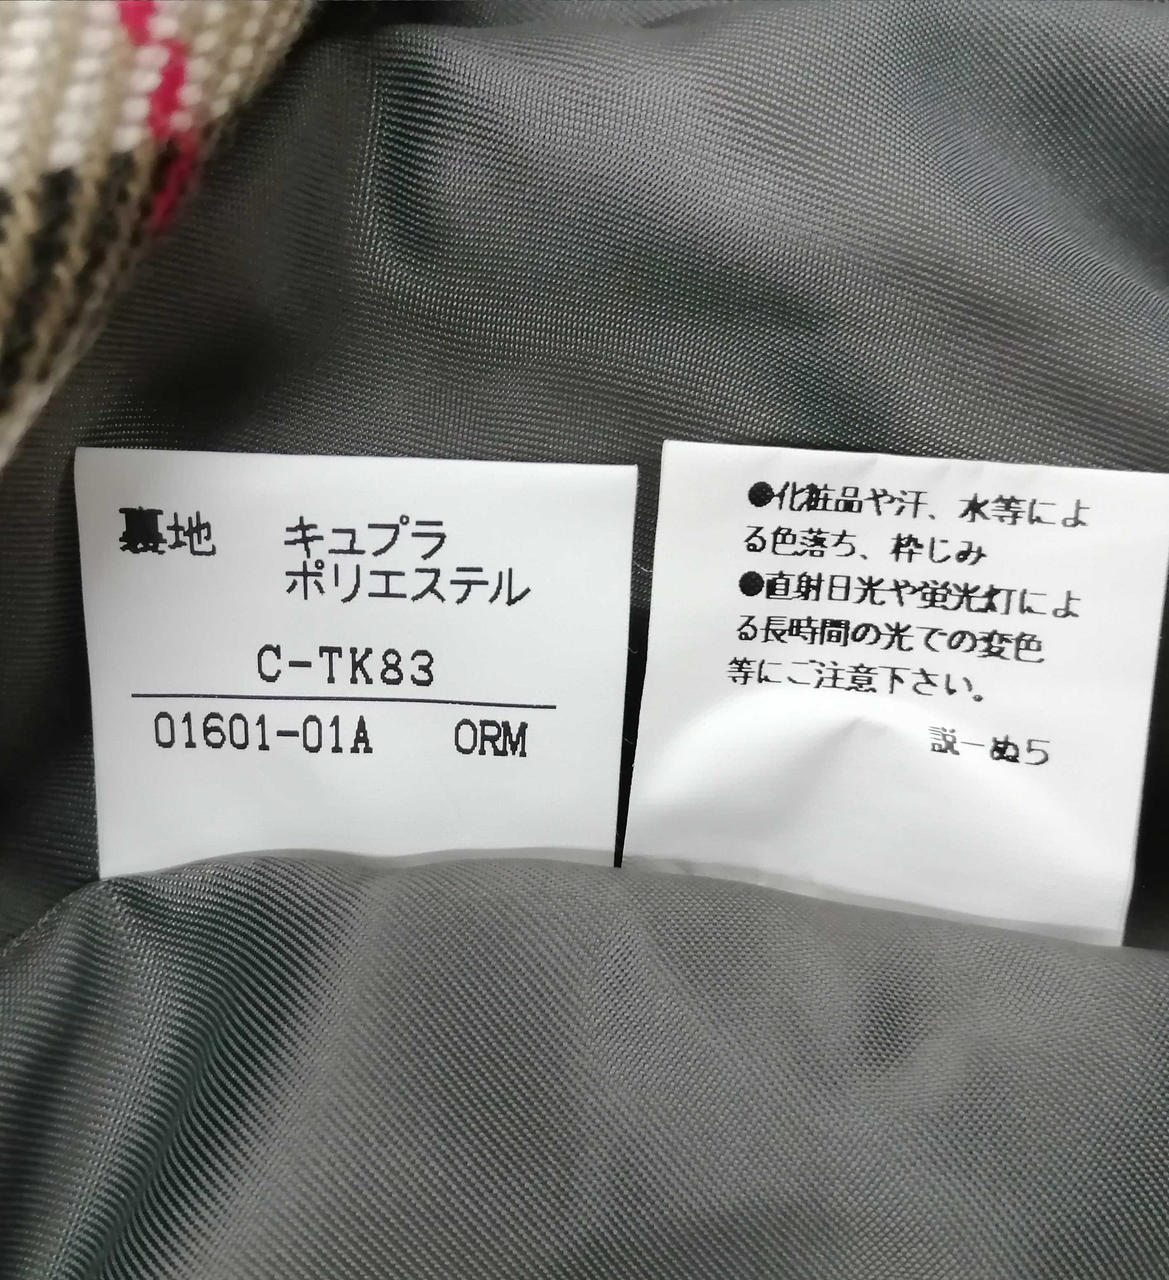 裏地 キュプラ
ポリエステル
C-TK83
01601-01A ORM
●化粧品や汗、水等によ
る色落ち、枠じみ
●直射日光や蛍光灯によ
る長時間の光での変色
等にご注意下さい。
説-ぬ5